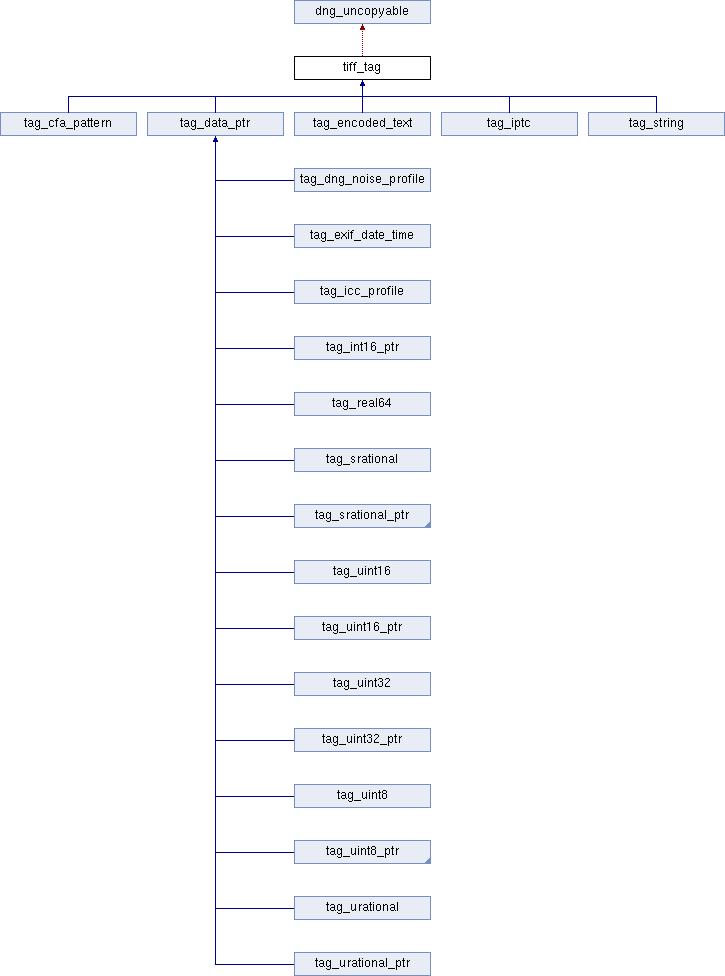 dng_uncopyable
tiff_tag
tag_cfa_pattern
tag_data_ptr
tag_encoded_text
tag_iptc
tag_string
tag_dng_noise_profile
tag_exif_date_time
tag_icc_profile
tag_int16_ptr
tag_real64
tag_srational
tag_srational_ptr
tag_uint16
tag_uint16_ptr
tag_uint32
tag_uint32_ptr
tag_uint8
tag_uint8_ptr
tag_urational
tag_urational_ptr